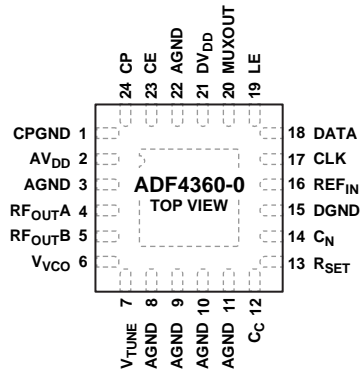 24 CP
23 CE
22 AGND
21 DVDD
20 MUXOUT
19 LE
CPGND 1
AVDD 2
AGND 3
RFOUTA 4
RFOUTB 5
VVCO 6
ADF4360-0
TOP VIEW
18 DATA
17 CLK
16 REFIN
15 DGND
14 CN
13 RSET
VTUNE 7
AGND 8
AGND 9
AGND 10
AGND 11
CC 12